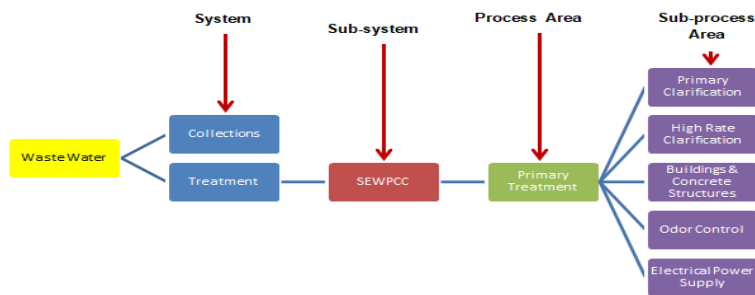 System
Sub-system
Process Area
Sub-process
Area
Waste Water
Collections
Treatment
SEWPCC
Primary
Treatment
Primary
Clarification
High Rate
Clarification
Buildings &
Concrete
Structures
Odor Control
Electrical Power
Supply